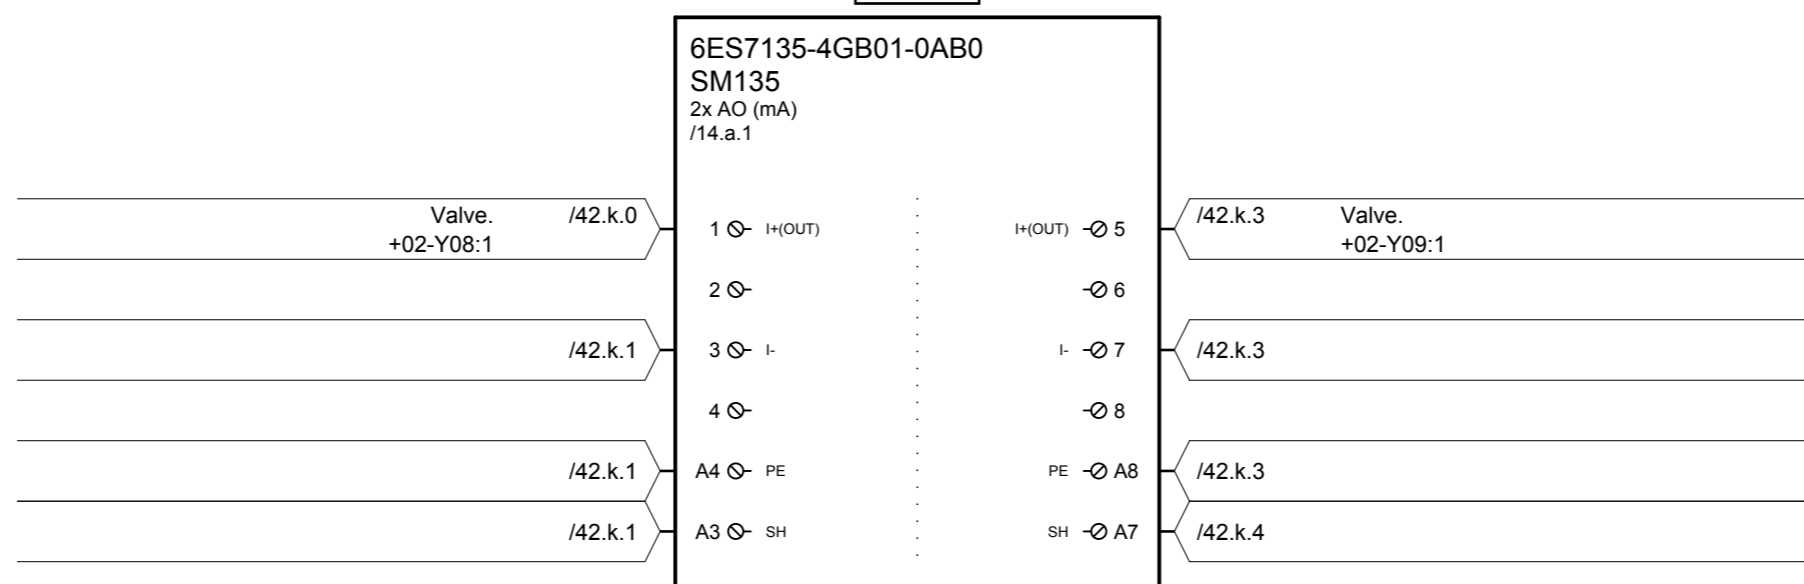 6ES7135-4GB01-0AB0
SM135
2x AO (mA)
/14.a.1
Valve. /42.k.0 1 I+(OUT) I+(OUT) 5 /42.k.3 Valve.
+02-Y08:1 +02-Y09:1
2 6
/42.k.1 3 I- I- 7 /42.k.3
4 8
/42.k.1 A4 PE PE A8 /42.k.3
/42.k.1 A3 SH SH A7 /42.k.4